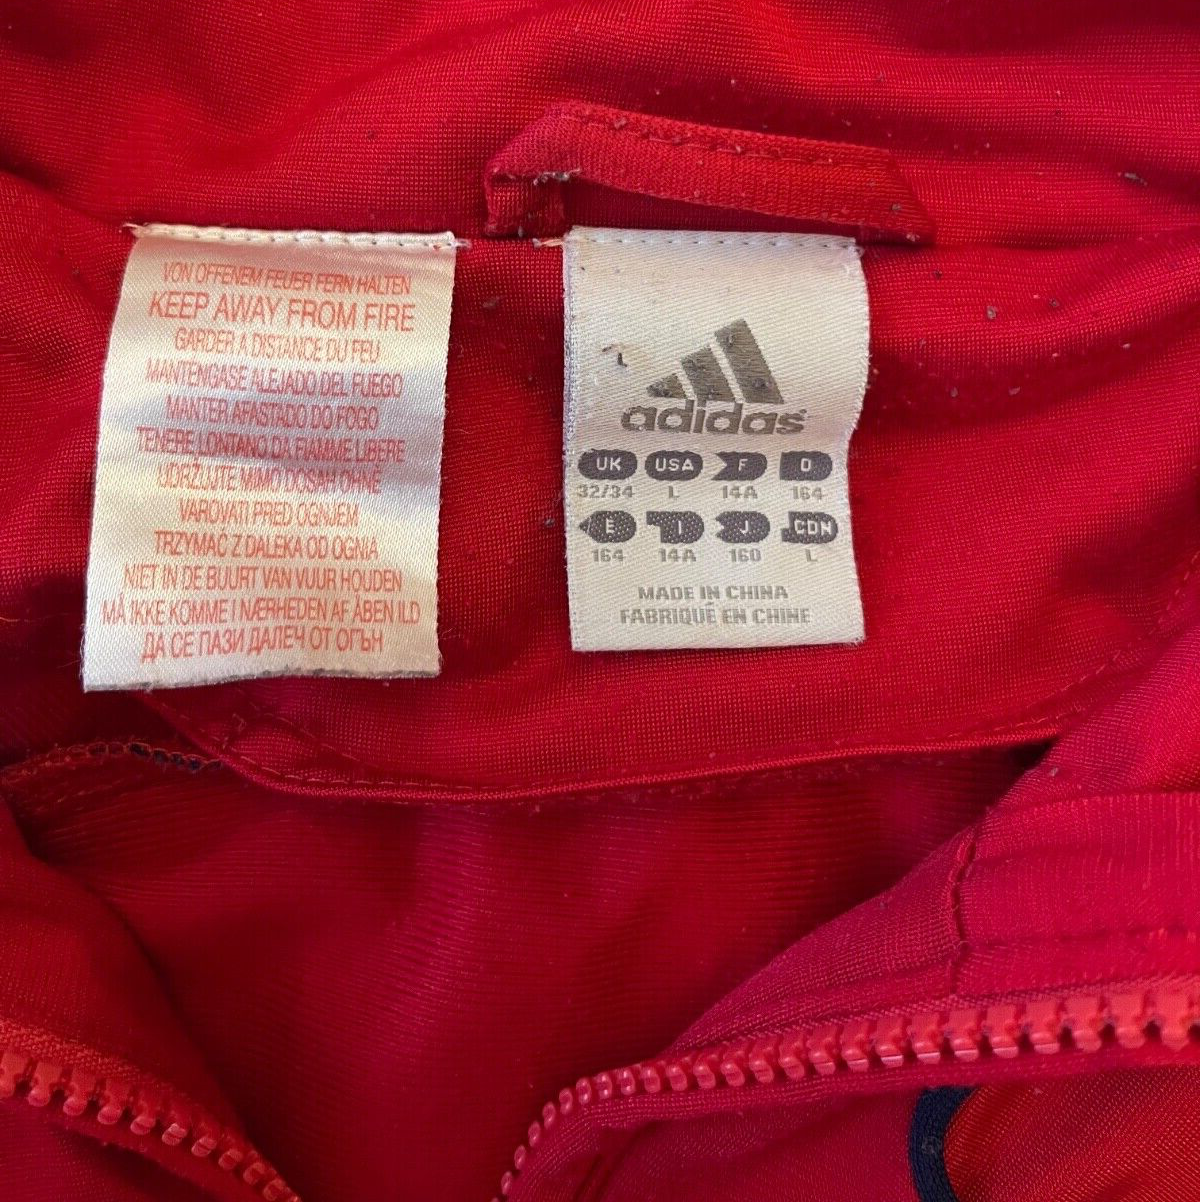 VON OFFENEM FEUER FERN HALTEN
KEEP AWAY FROM FIRE
GARDER A DISTANCE DU FEU
MANTENGASE ALEJADO DEL FUEGO
MANTER AFASTADO DO FOGO
TENERE LONTANO DA FIAMME LIBERE
UDRŽUJTE MIMO DOSAH OHNĚ
VAROVATI PRED OGNJEM
TRZYMAĆ Z DALEKA OD OGNIA
NIET IN DE BUURT VAN VUUR HOUDEN
MÅ IKKE KOMME I NÆRHEDEN AF ÅBEN ILD
ДА СЕ ПАЗИ ДАЛЕЧ ОТ ОГЪН
adidas
UK USA F D
32/34 L 14A 164
E I J CDN
164 14A 160 L
MADE IN CHINA
FABRIQUÉ EN CHINE